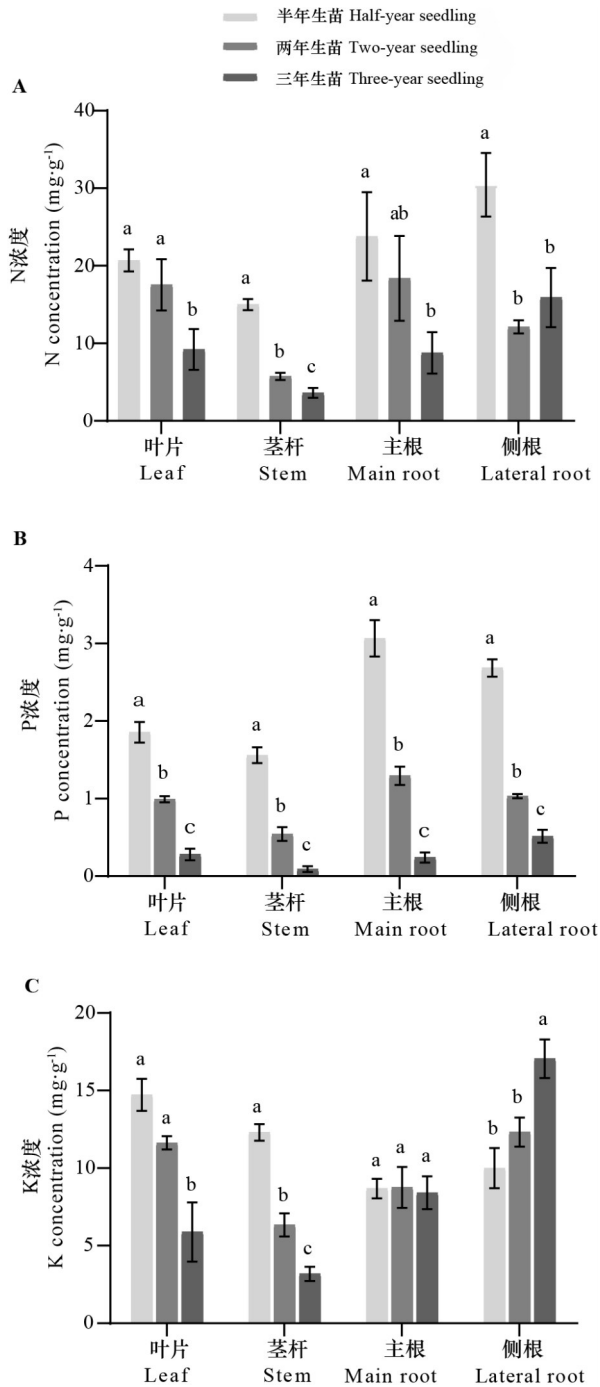 半年生苗 Half-year seedling
两年生苗 Two-year seedling
三年生苗 Three-year seedling
A
N浓度
N concentration (mg·g⁻¹)
40
30
20
10
0
a a b
a b c
a ab b
a b b
叶片 茎杆 主根 侧根
Leaf Stem Main root Lateral root
B
P浓度
P concentration (mg·g⁻¹)
4
3
2
1
0
a b c
a b c
a b c
a b c
叶片 茎杆 主根 侧根
Leaf Stem Main root Lateral root
C
K浓度
K concentration (mg·g⁻¹)
20
15
10
5
0
a a b
a b c
a a a
b b a
叶片 茎杆 主根 侧根
Leaf Stem Main root Lateral root